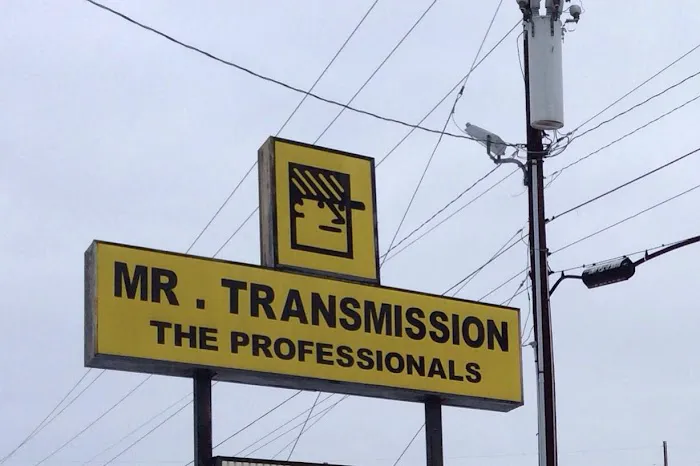 MR. TRANSMISSION
THE PROFESSIONALS